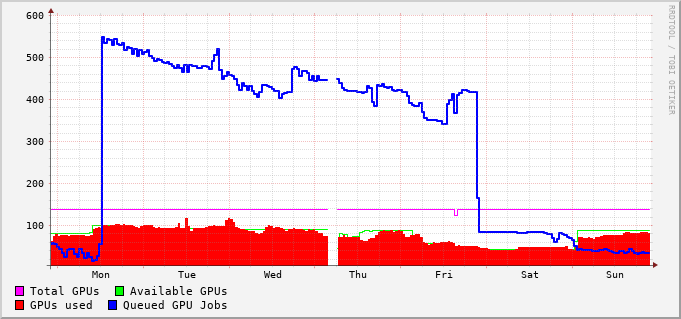 600
500
400
300
200
100
Mon Tue Wed Thu Fri Sat Sun
Total GPUs Available GPUs
GPUs used Queued GPU Jobs
RRDTOOL / TOBI OETIKER